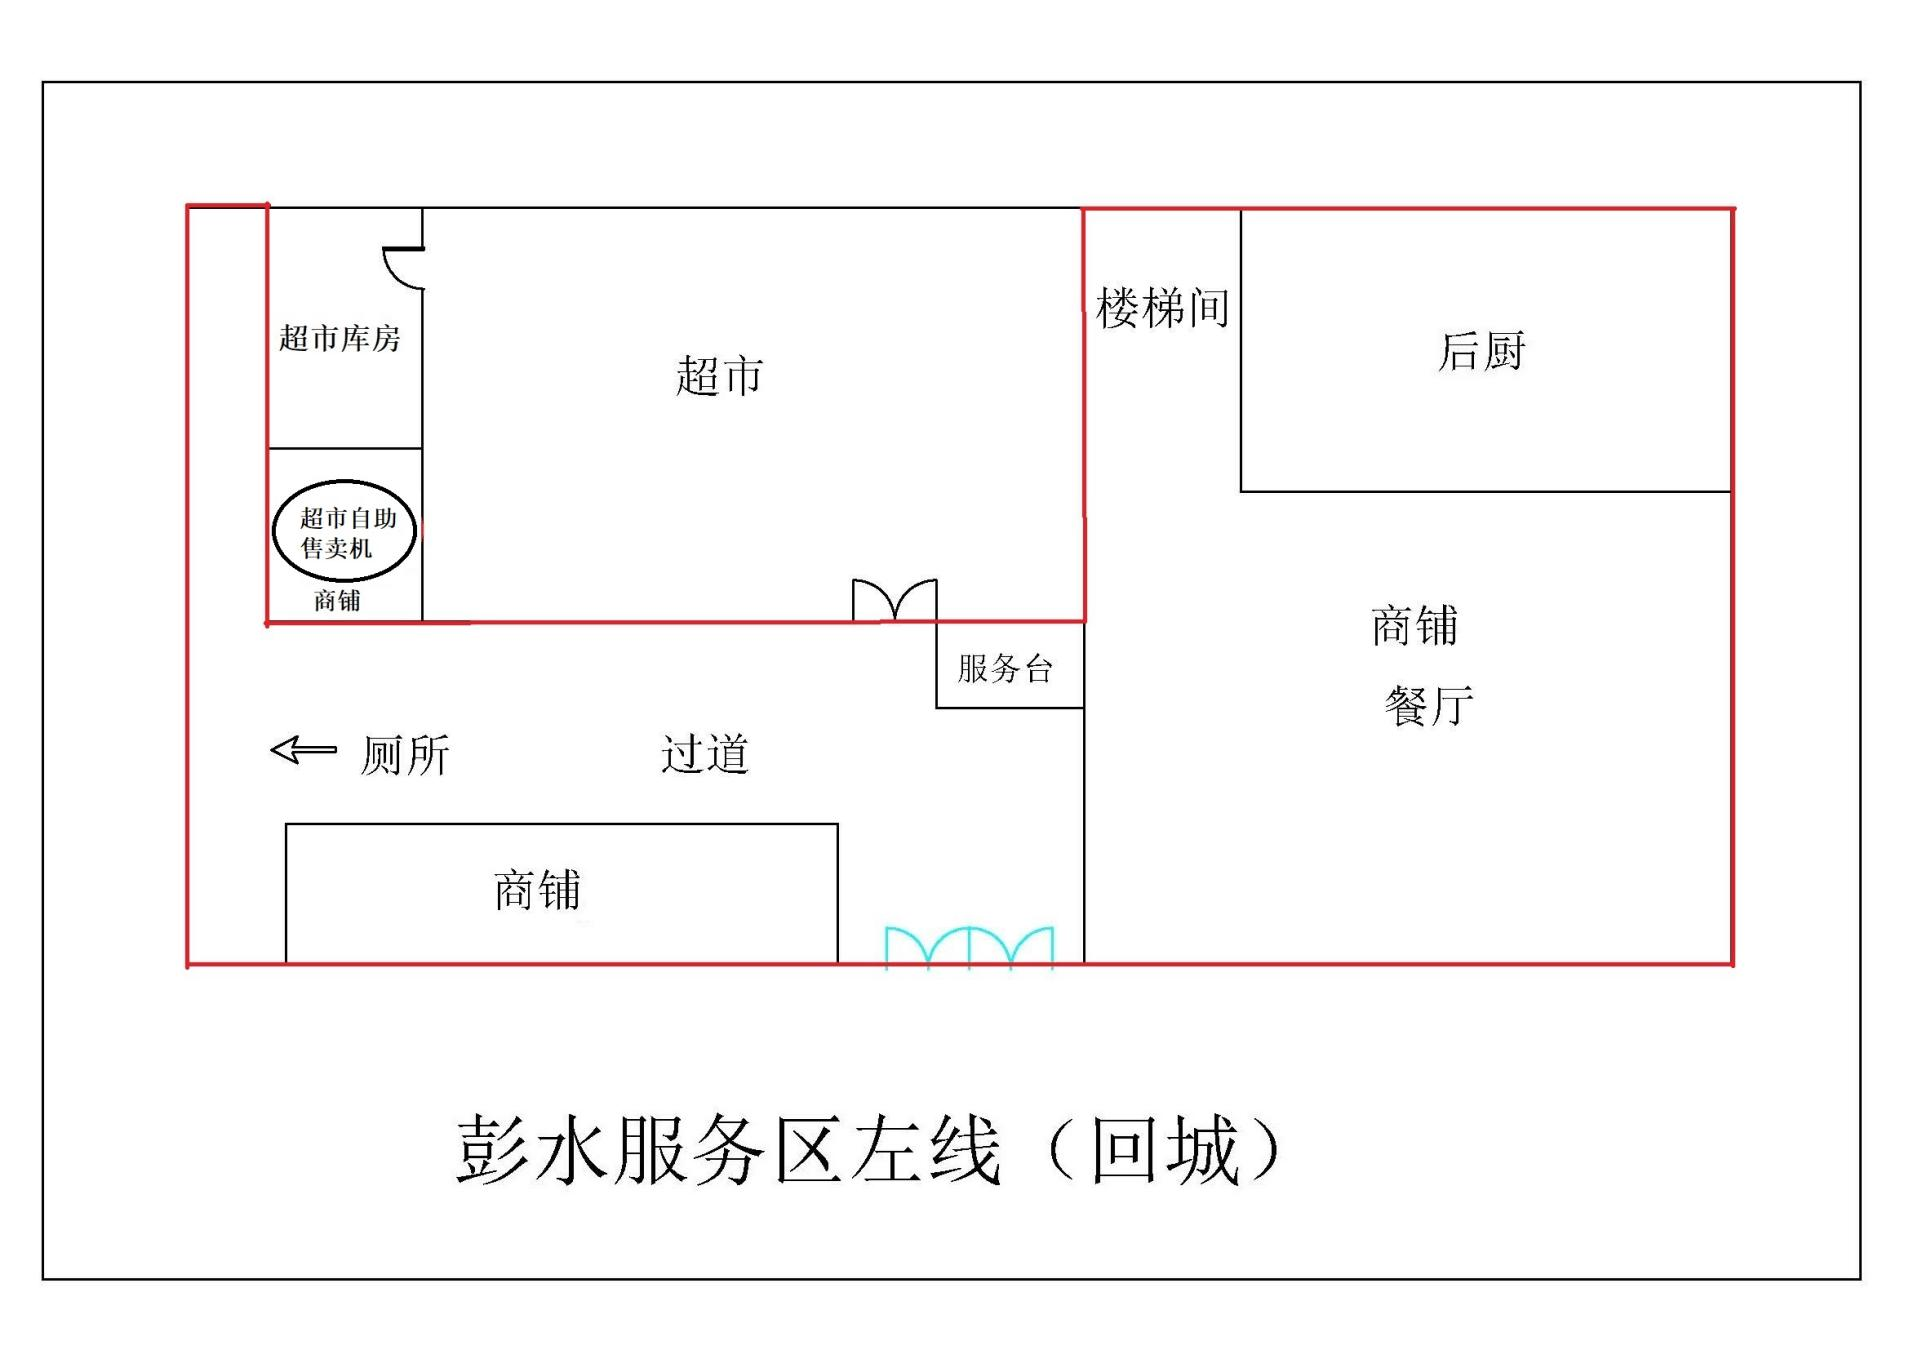 楼梯间
超市库房
后厨
超市
超市自助
售卖机
商铺
商铺
服务台
餐厅
厕所
过道
商铺
彭水服务区左线（回城）